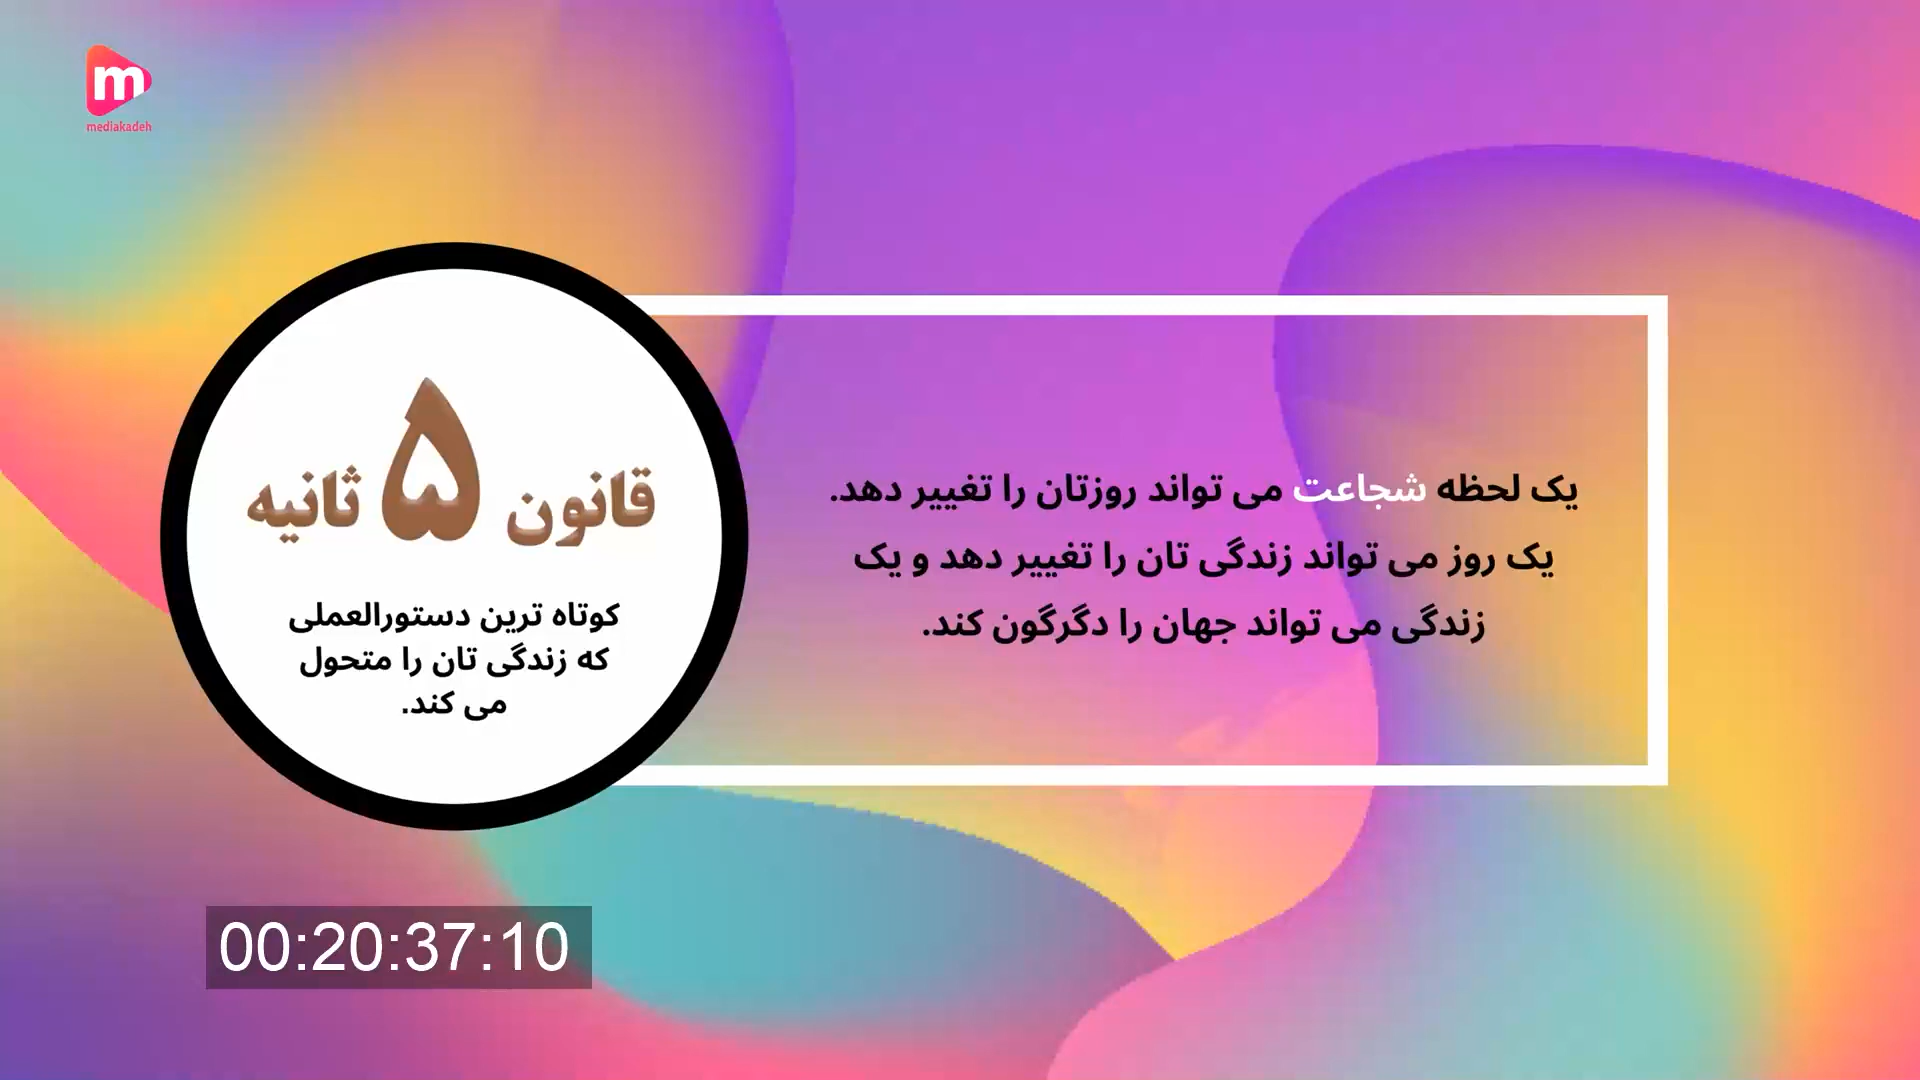 m
mediakadeh
قانون ۵ ثانیه
کوتاه ترین دستورالعملی
که زندگی تان را متحول
می کند.
یک لحظه شجاعت می تواند روزتان را تغییر دهد.
یک روز می تواند زندگی تان را تغییر دهد و یک
زندگی می تواند جهان را دگرگون کند.
00:20:37:10